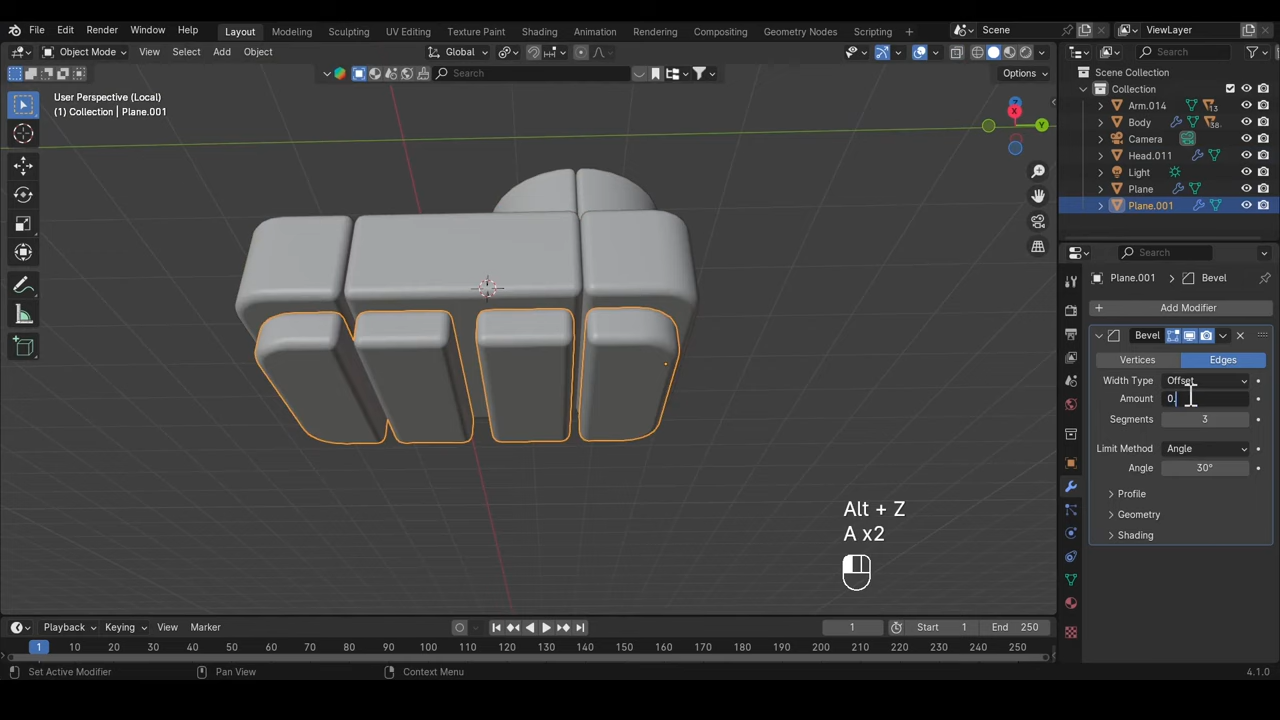 File Edit Render Window Help Layout Modeling Sculpting UV Editing Texture Paint Shading Animation Rendering Compositing Geometry Nodes Scripting + Scene ViewLayer
Object Mode View Select Add Object Global Search
Search Options
User Perspective (Local)
(1) Collection | Plane.001
Scene Collection
Collection
Arm.014 13
Body 38
Camera
Head.011
Light
Plane
Plane.001
Search
Plane.001 > Bevel
+ Add Modifier
Bevel
Vertices Edges
Width Type Offset
Amount 0.
Segments 3
Limit Method Angle
Angle 30°
Profile
Geometry
Shading
X
Y
Z
Alt + Z
A x2
Playback Keying View Marker 1 Start 1 End 250
1 10 20 30 40 50 60 70 80 90 100 110 120 130 140 150 160 170 180 190 200 210 220 230 240 250
Set Active Modifier Pan View Context Menu 4.1.0